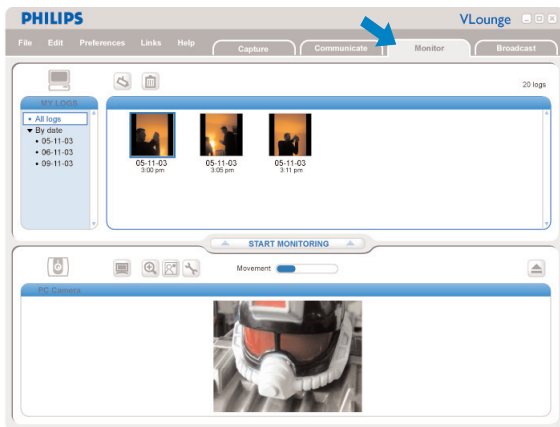 PHILIPS
VLounge
File Edit Preferences Links Help
Capture Communicate Monitor Broadcast
20 logs
MY LOGS
All logs
By date
05-11-03
06-11-03
09-11-03
05-11-03 05-11-03 05-11-03
3:00 pm 3:05 pm 3:11 pm
START MONITORING
Movement
PC Camera